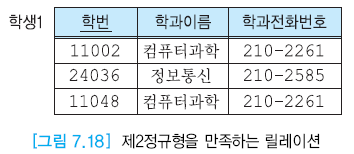 학생1
학번 학과이름 학과전화번호
11002 컴퓨터과학 210-2261
24036 정보통신 210-2585
11048 컴퓨터과학 210-2261
[그림 7.18] 제2정규형을 만족하는 릴레이션